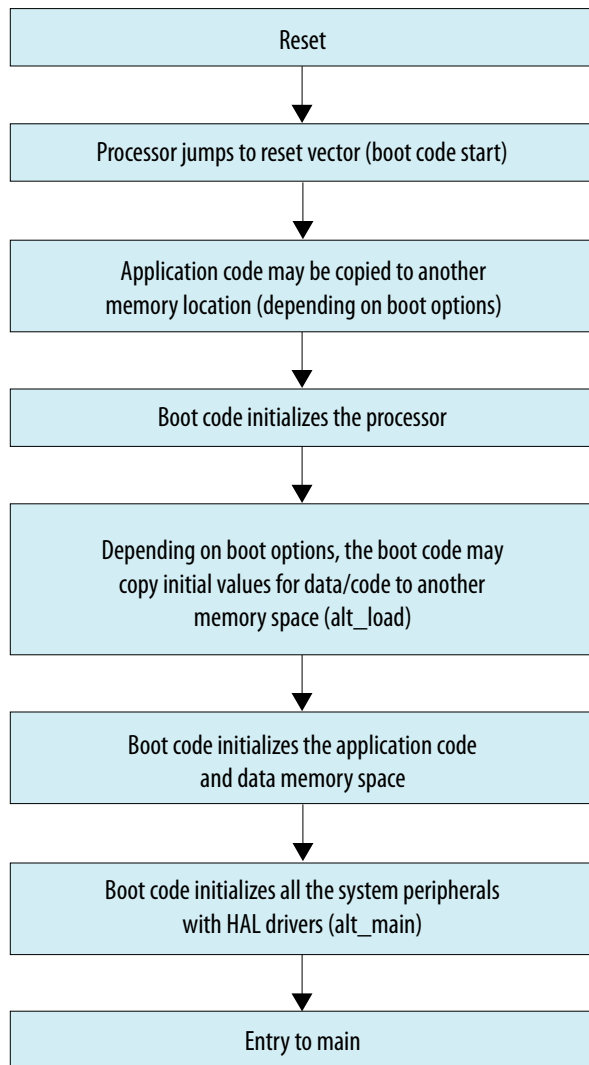 Reset
Processor jumps to reset vector (boot code start)
Application code may be copied to another
memory location (depending on boot options)
Boot code initializes the processor
Depending on boot options, the boot code may
copy initial values for data/code to another
memory space (alt_load)
Boot code initializes the application code
and data memory space
Boot code initializes all the system peripherals
with HAL drivers (alt_main)
Entry to main